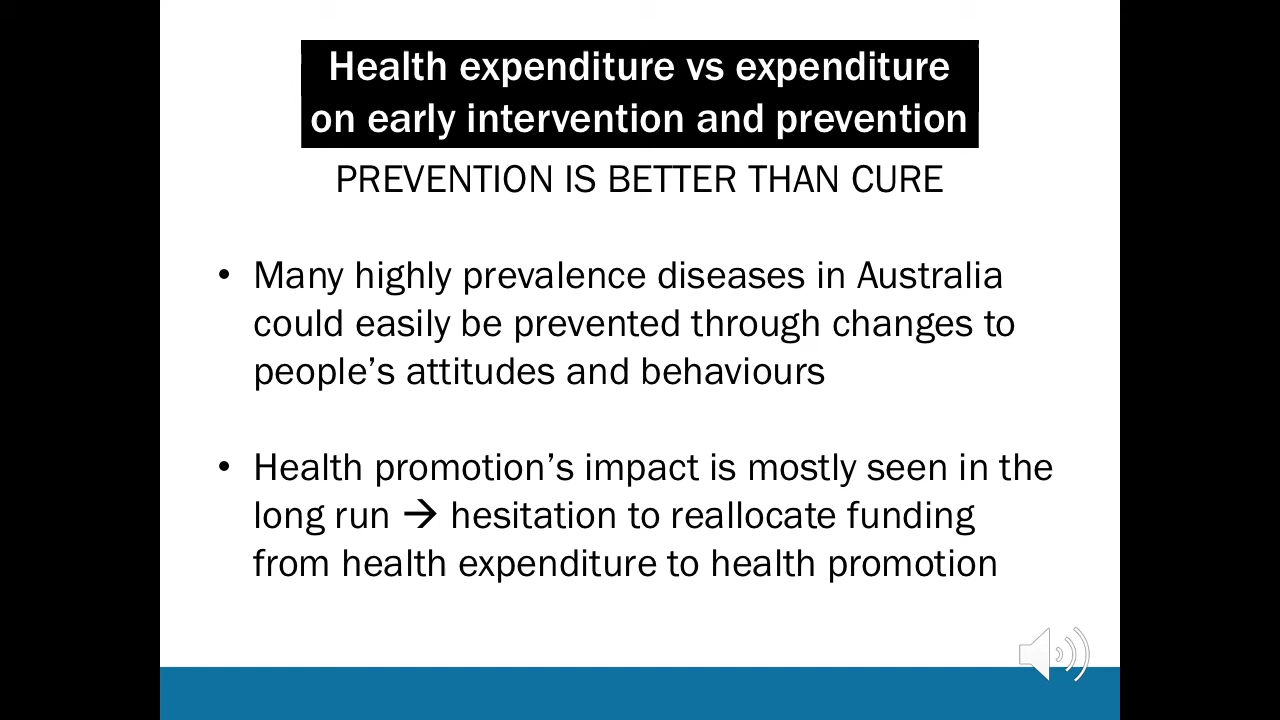 Health expenditure vs expenditure
on early intervention and prevention
PREVENTION IS BETTER THAN CURE
• Many highly prevalence diseases in Australia
could easily be prevented through changes to
people’s attitudes and behaviours
• Health promotion’s impact is mostly seen in the
long run → hesitation to reallocate funding
from health expenditure to health promotion